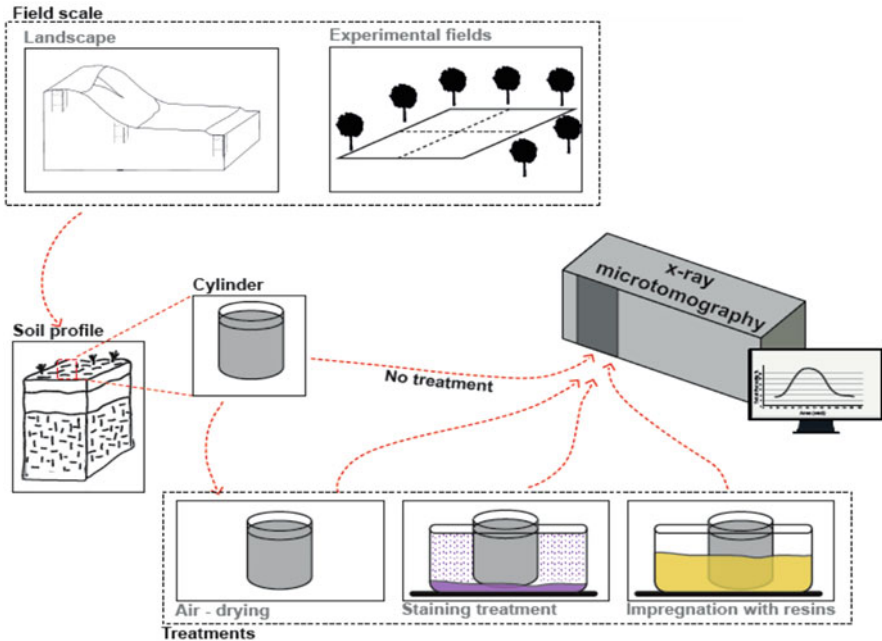 Field scale
Landscape
Experimental fields
x-ray
microtomography
Cylinder
Soil profile
No treatment
Air - drying
Staining treatment
Impregnation with resins
Treatments